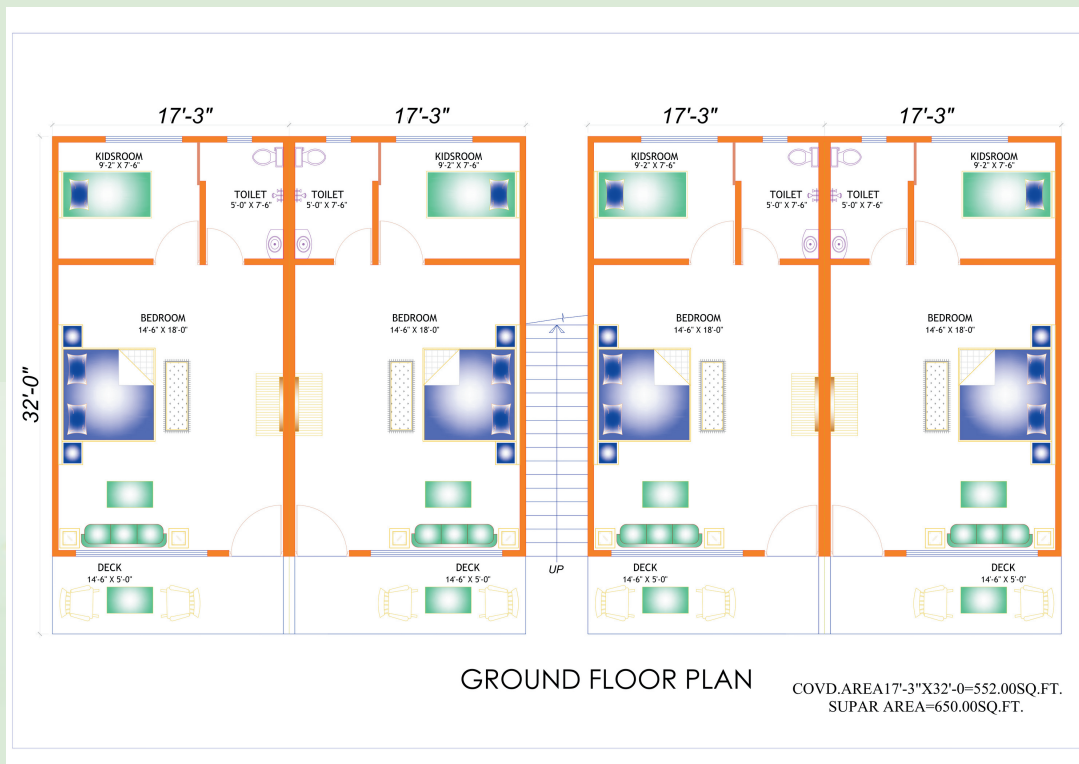 17'-3"
17'-3"
17'-3"
17'-3"
KIDSROOM
9'-2" X 7'-6"
KIDSROOM
9'-2" X 7'-6"
KIDSROOM
9'-2" X 7'-6"
KIDSROOM
9'-2" X 7'-6"
TOILET
5'-0" X 7'-6"
TOILET
5'-0" X 7'-6"
TOILET
5'-0" X 7'-6"
TOILET
5'-0" X 7'-6"
BEDROOM
14'-6" X 18'-0"
BEDROOM
14'-6" X 18'-0"
BEDROOM
14'-6" X 18'-0"
BEDROOM
14'-6" X 18'-0"
32'-0"
UP
DECK
14'-6" X 5'-0"
DECK
14'-6" X 5'-0"
DECK
14'-6" X 5'-0"
DECK
14'-6" X 5'-0"
GROUND FLOOR PLAN
COVD.AREA17'-3"X32'-0=552.00SQ.FT.
SUPAR AREA=650.00SQ.FT.